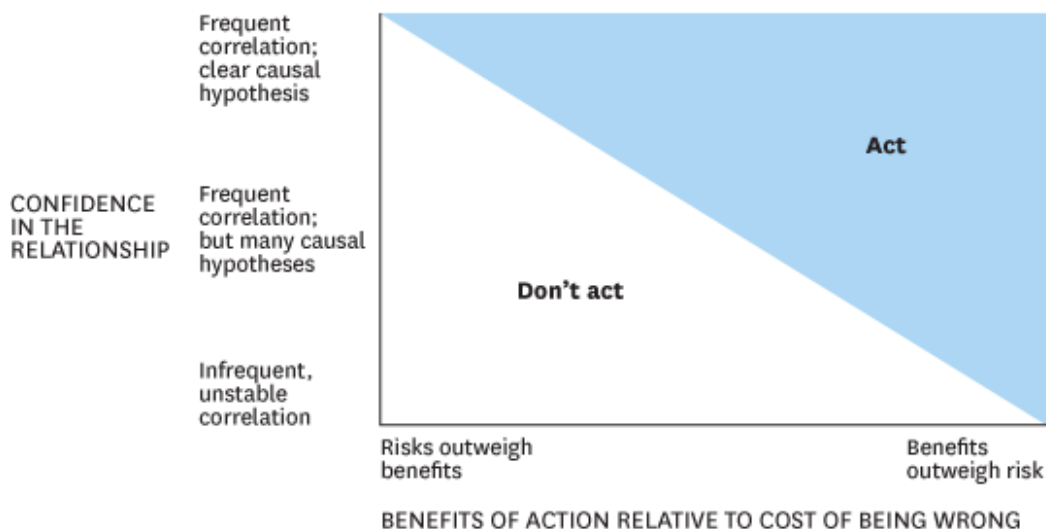 Frequent
correlation;
clear causal
hypothesis
Act
CONFIDENCE
IN THE
RELATIONSHIP
Frequent
correlation;
but many causal
hypotheses
Don't act
Infrequent,
unstable
correlation
Risks outweigh
benefits
Benefits
outweigh risk
BENEFITS OF ACTION RELATIVE TO COST OF BEING WRONG